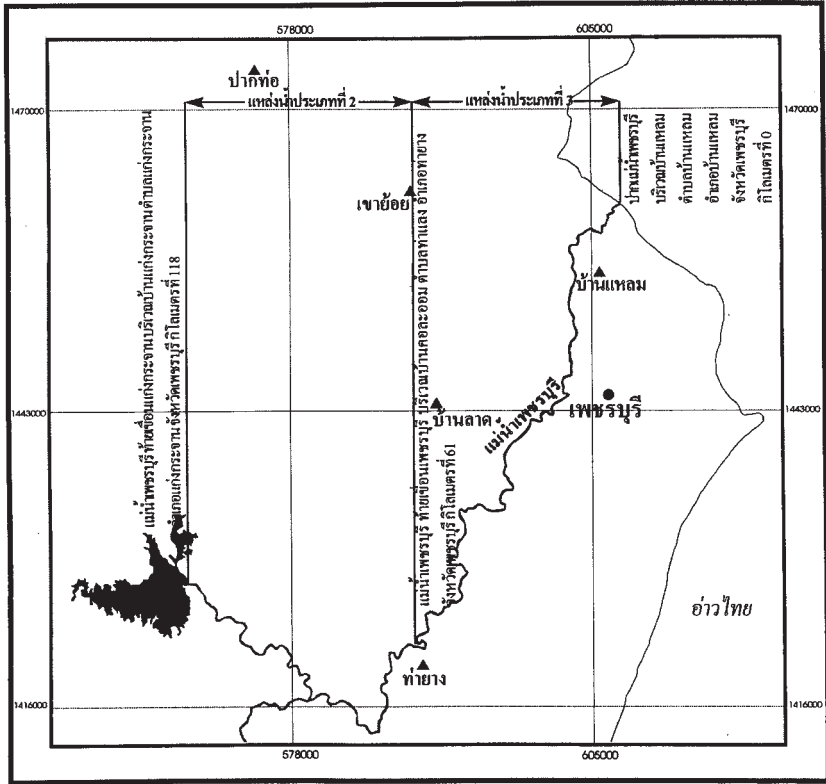 578000
605000
ปากท่อ
แหล่งน้ำประเภทที่ 2
แหล่งน้ำประเภทที่ 3
1470000
1470000
แม่น้ำเพชรบุรี ท้ายเขื่อนแก่งกระจาน บริเวณบ้านแก่งกระจาน ตำบลแก่งกระจาน
อำเภอแก่งกระจาน จังหวัดเพชรบุรี กิโลเมตรที่ 118
แม่น้ำเพชรบุรี ท้ายเขื่อนเพชรบุรี บริเวณบ้านคอละออม ตำบลท่าแลง อำเภอท่ายาง
จังหวัดเพชรบุรี กิโลเมตรที่ 61
ปากแม่น้ำเพชรบุรี
บริเวณบ้านแหลม
ตำบลบ้านแหลม
อำเภอบ้านแหลม
จังหวัดเพชรบุรี
กิโลเมตรที่ 0
เขาย้อย
บ้านแหลม
เพชรบุรี
บ้านลาด
แม่น้ำเพชรบุรี
1443000
1443000
อ่าวไทย
ท่ายาง
1416000
1416000
578000
605000